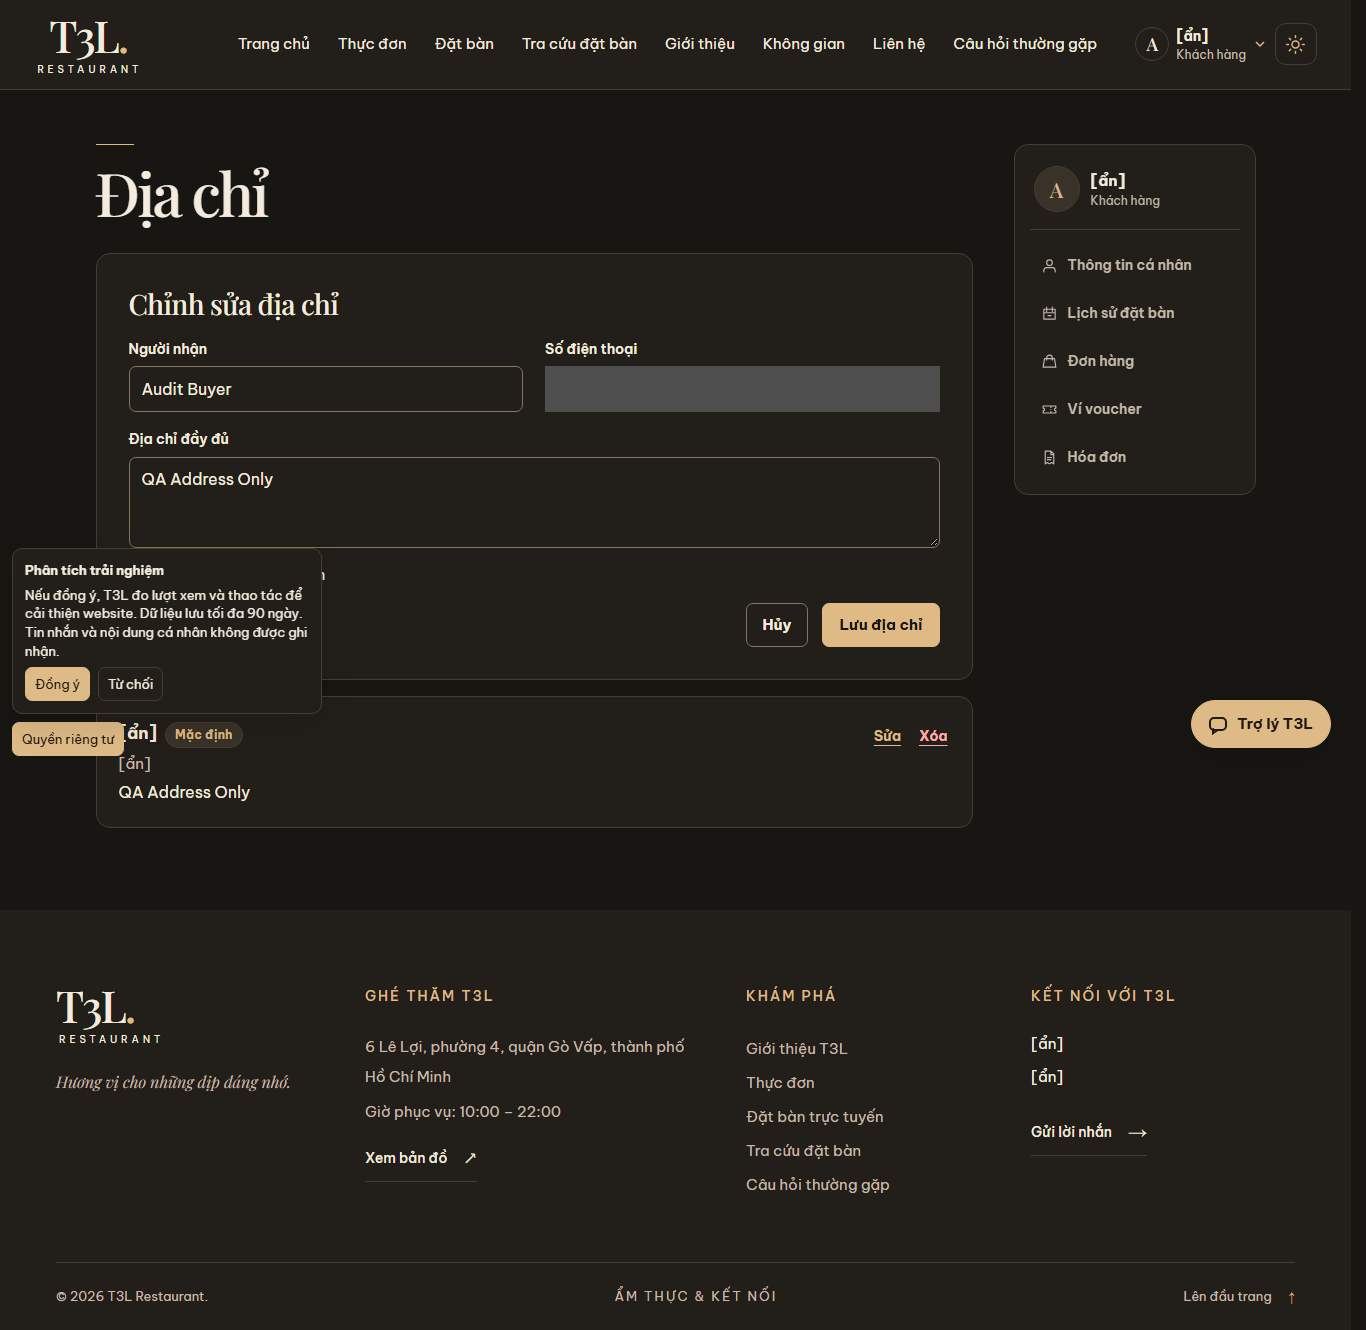 T3L.
RESTAURANT
Trang chủ
Thực đơn
Đặt bàn
Tra cứu đặt bàn
Giới thiệu
Không gian
Liên hệ
Câu hỏi thường gặp
A
[ẩn]
Khách hàng
Địa chỉ
Chỉnh sửa địa chỉ
Người nhận
Số điện thoại
Audit Buyer
Địa chỉ đầy đủ
QA Address Only
Hủy
Lưu địa chỉ
A
[ẩn]
Khách hàng
Thông tin cá nhân
Lịch sử đặt bàn
Đơn hàng
Ví voucher
Hóa đơn
Phân tích trải nghiệm
Nếu đồng ý, T3L đo lượt xem và thao tác để
cải thiện website. Dữ liệu lưu tối đa 90 ngày.
Tin nhắn và nội dung cá nhân không được ghi
nhận.
Đồng ý
Từ chối
Quyền riêng tư
[ẩn]
Mặc định
Sửa
Xóa
[ẩn]
QA Address Only
Trợ lý T3L
T3L.
RESTAURANT
Hương vị cho những dịp đáng nhớ.
GHÉ THĂM T3L
6 Lê Lợi, phường 4, quận Gò Vấp, thành phố
Hồ Chí Minh
Giờ phục vụ: 10:00 – 22:00
Xem bản đồ ↗
KHÁM PHÁ
Giới thiệu T3L
Thực đơn
Đặt bàn trực tuyến
Tra cứu đặt bàn
Câu hỏi thường gặp
KẾT NỐI VỚI T3L
[ẩn]
[ẩn]
Gửi lời nhắn →
© 2026 T3L Restaurant.
ẨM THỰC & KẾT NỐI
Lên đầu trang ↑